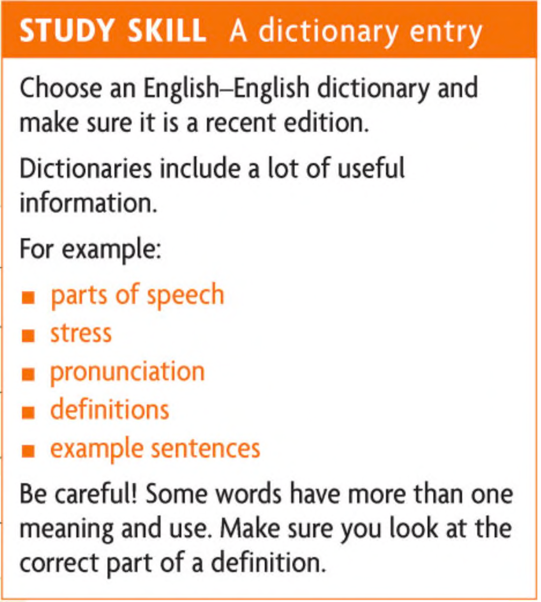 STUDY SKILL A dictionary entry
Choose an English–English dictionary and
make sure it is a recent edition.
Dictionaries include a lot of useful
information.
For example:
■ parts of speech
■ stress
■ pronunciation
■ definitions
■ example sentences
Be careful! Some words have more than one
meaning and use. Make sure you look at the
correct part of a definition.